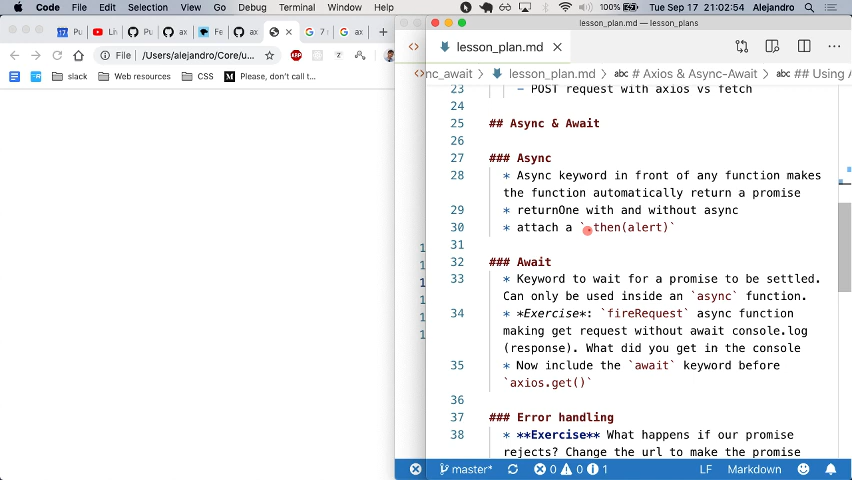 Code File Edit Selection View Go Debug Terminal Window Help 100% Tue Sep 17 21:02:54 Alejandro
lesson_plan.md — lesson_plans
Pu Li Pu ax Fe ax 7 ax
lesson_plan.md
File /Users/alejandro/Core/u...
nc_await lesson_plan.md # Axios & Async-Await ## Using A
slack Web resources CSS Please, don't call t...
23 - POST request with axios vs fetch
24
25 ## Async & Await
26
27 ### Async
28 * Async keyword in front of any function makes
the function automatically return a promise
29 * returnOne with and without async
30 * attach a `.then(alert)`
31
32 ### Await
33 * Keyword to wait for a promise to be settled.
Can only be used inside an `async` function.
34 * *Exercise*: `fireRequest` async function
making get request without await console.log
(response). What did you get in the console
35 * Now include the `await` keyword before
`axios.get()`
36
37 ### Error handling
38 * **Exercise** What happens if our promise
rejects? Change the url to make the promise
master* 0 0 1 LF Markdown